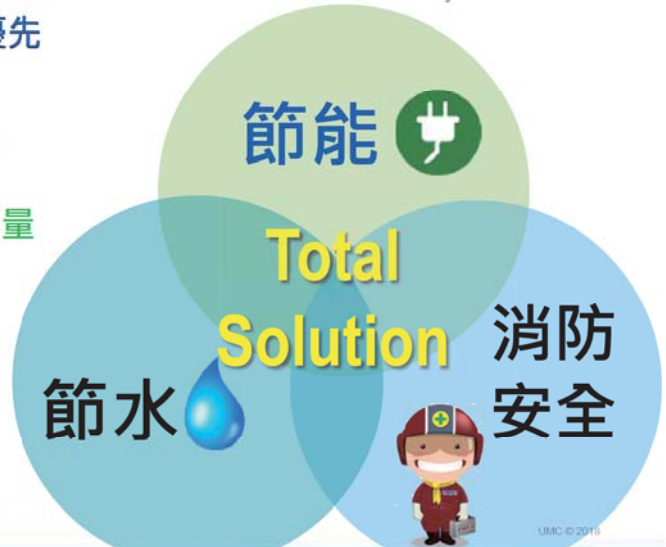 優先
節能
量
Total
Solution
消防
安全
節水
UMC © 2018